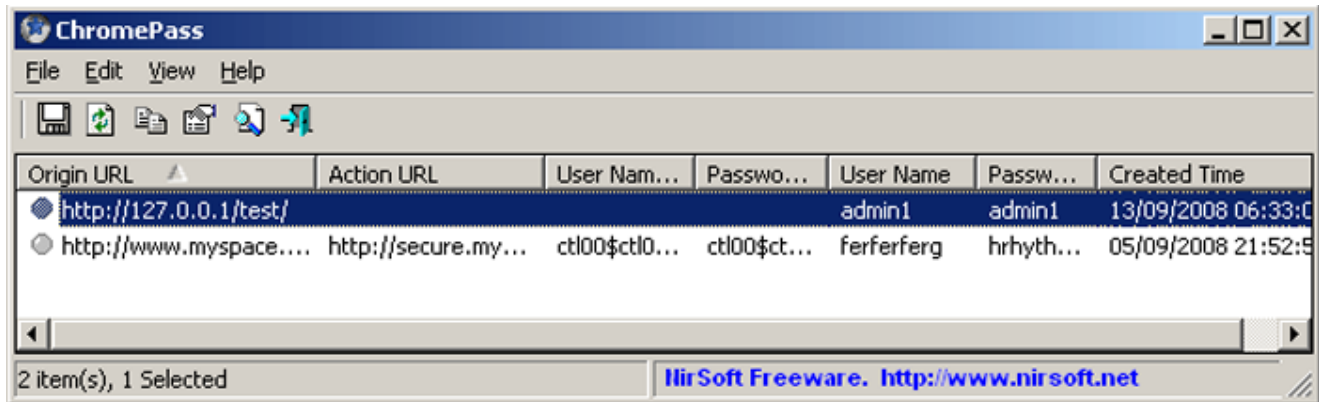 ChromePass
File Edit View Help
Origin URL Action URL User Nam... Passwo... User Name Passw... Created Time
http://127.0.0.1/test/ admin1 admin1 13/09/2008 06:33:0
http://www.myspace.... http://secure.my... ctl00$ctl0... ctl00$ct... ferferferg hrhyth... 05/09/2008 21:52:5
2 item(s), 1 Selected NirSoft Freeware. http://www.nirsoft.net